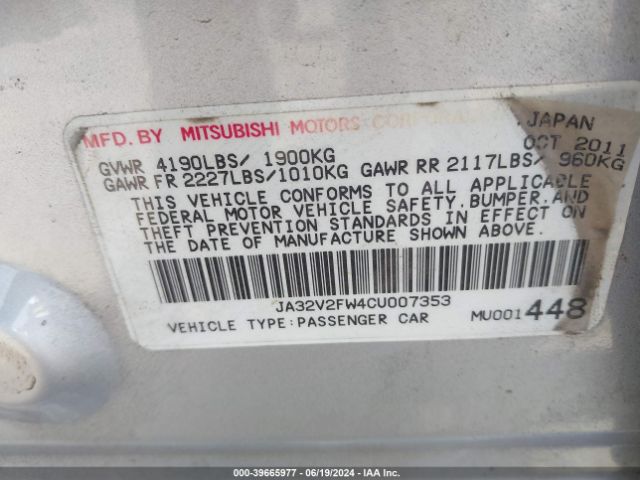 MFD. BY MITSUBISHI MOTORS CORPORATION, JAPAN
OCT 2011
GVWR 4190LBS/ 1900KG
GAWR FR 2227LBS/1010KG GAWR RR 2117LBS/ 960KG
THIS VEHICLE CONFORMS TO ALL APPLICABLE
FEDERAL MOTOR VEHICLE SAFETY,BUMPER,AND
THEFT PREVENTION STANDARDS IN EFFECT ON
THE DATE OF MANUFACTURE SHOWN ABOVE.
JA32V2FW4CU007353
VEHICLE TYPE:PASSENGER CAR MU001448
000-39665977 - 06/19/2024 - IAA Inc.